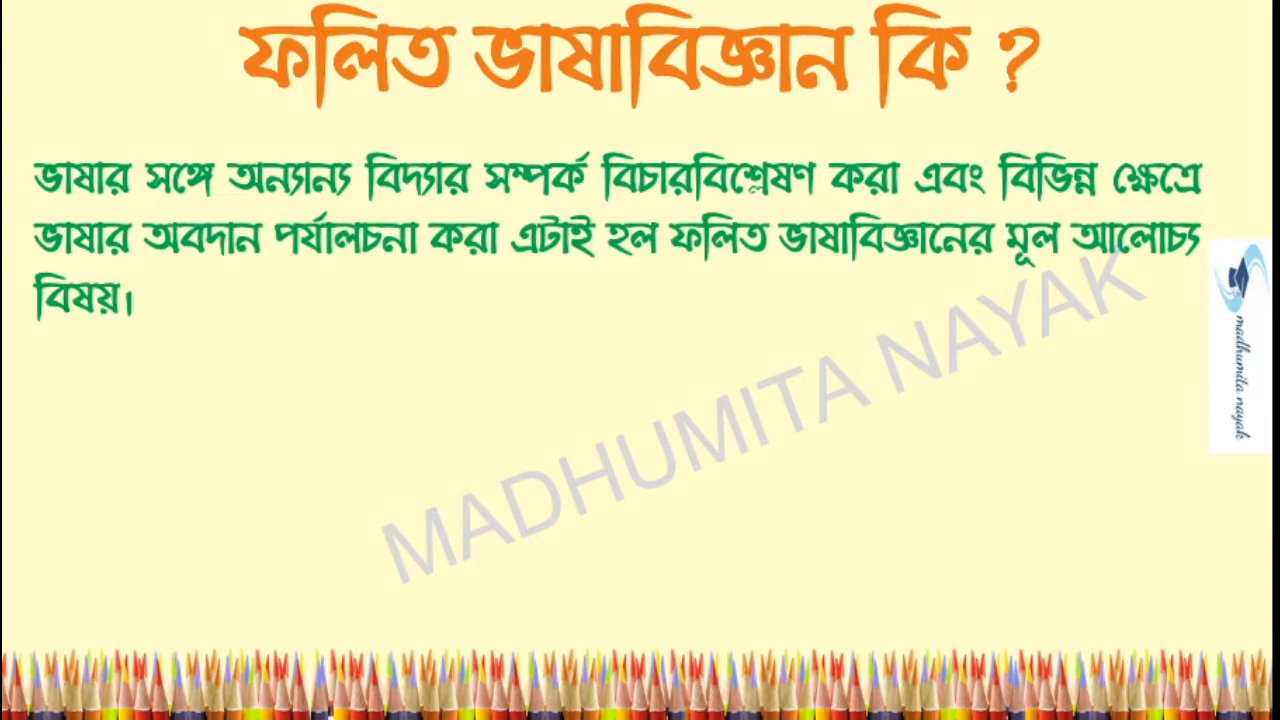 ফলিত ভাষাবিজ্ঞান কি ?
ভাষার সঙ্গে অন্যান্য বিদ্যার সম্পর্ক বিচারবিশ্লেষণ করা এবং বিভিন্ন ক্ষেত্রে
ভাষার অবদান পর্যালচনা করা এটাই হল ফলিত ভাষাবিজ্ঞানের মূল আলোচ্য
বিষয়।
MADHUMITA NAYAK
madhumita nayak